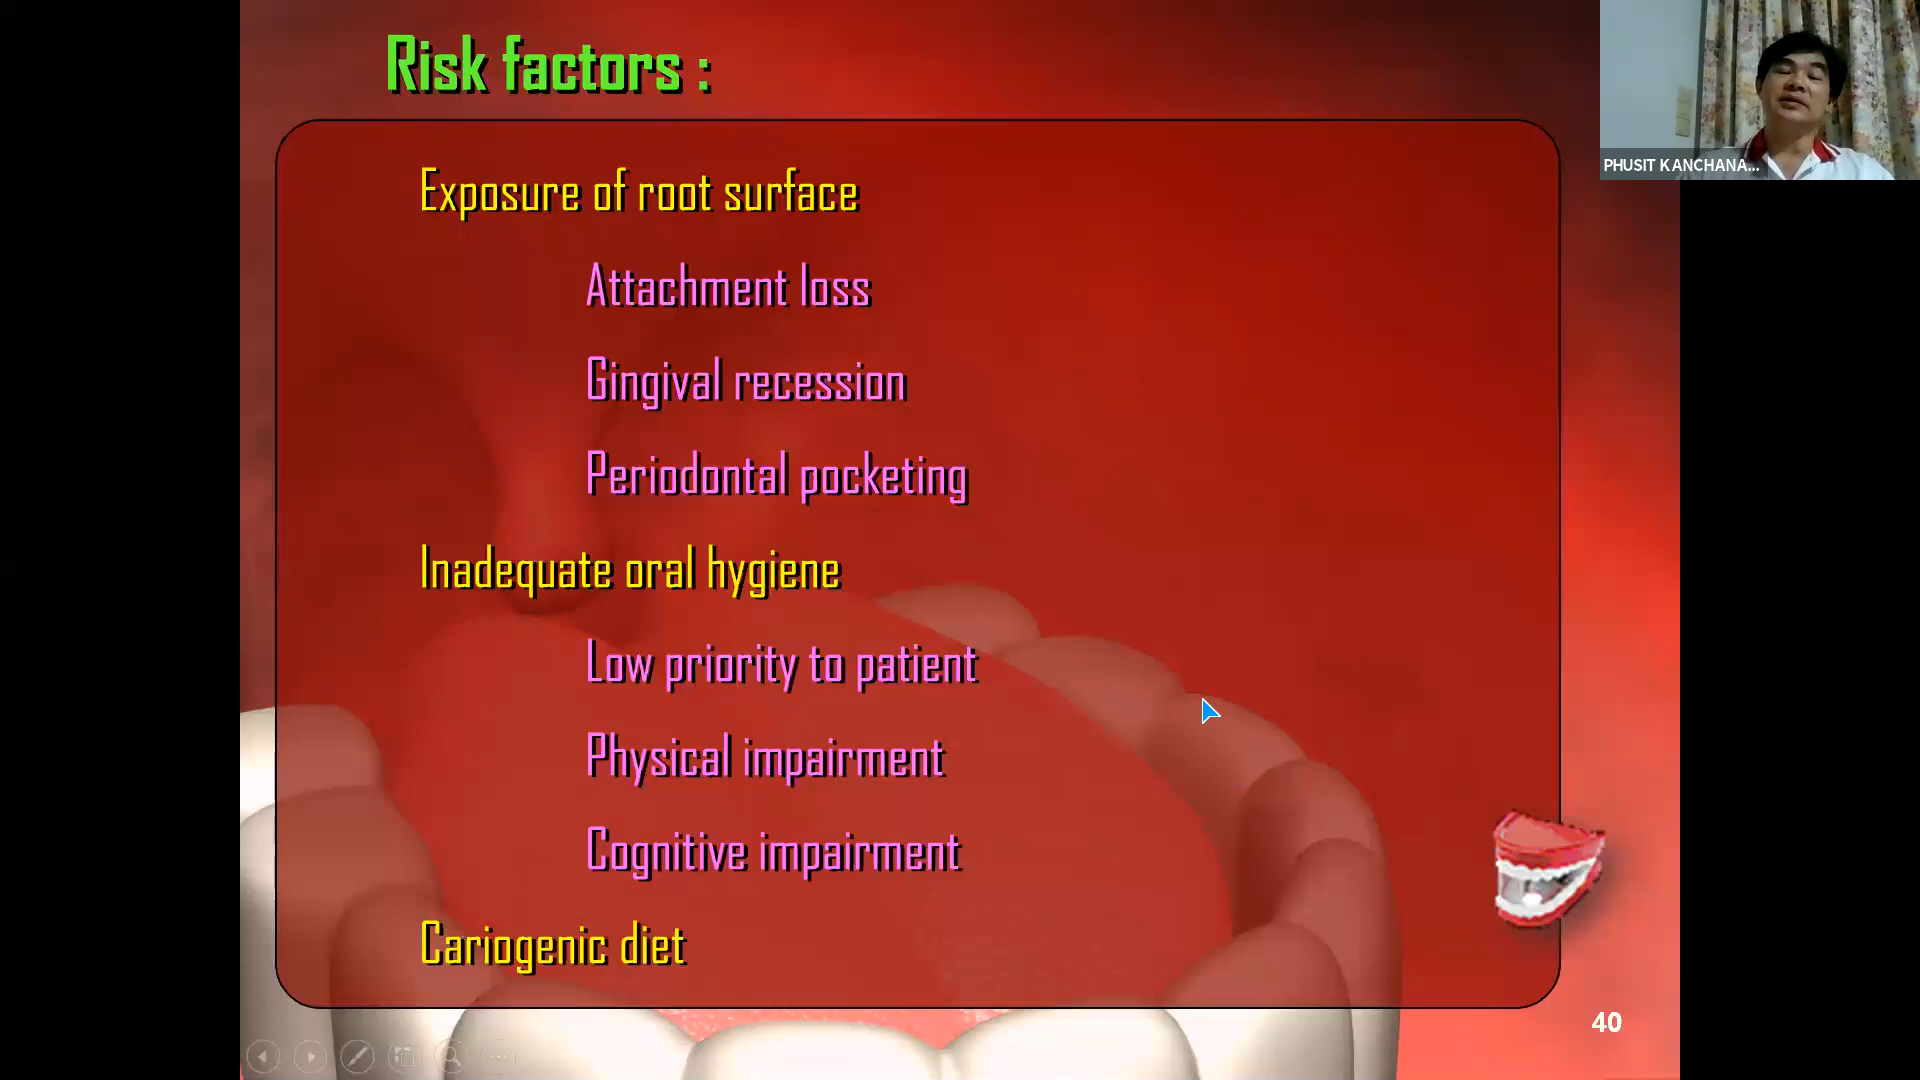 Risk factors :
PHUSIT KANCHANA...
Exposure of root surface
Attachment loss
Gingival recession
Periodontal pocketing
Inadequate oral hygiene
Low priority to patient
Physical impairment
Cognitive impairment
Cariogenic diet
40